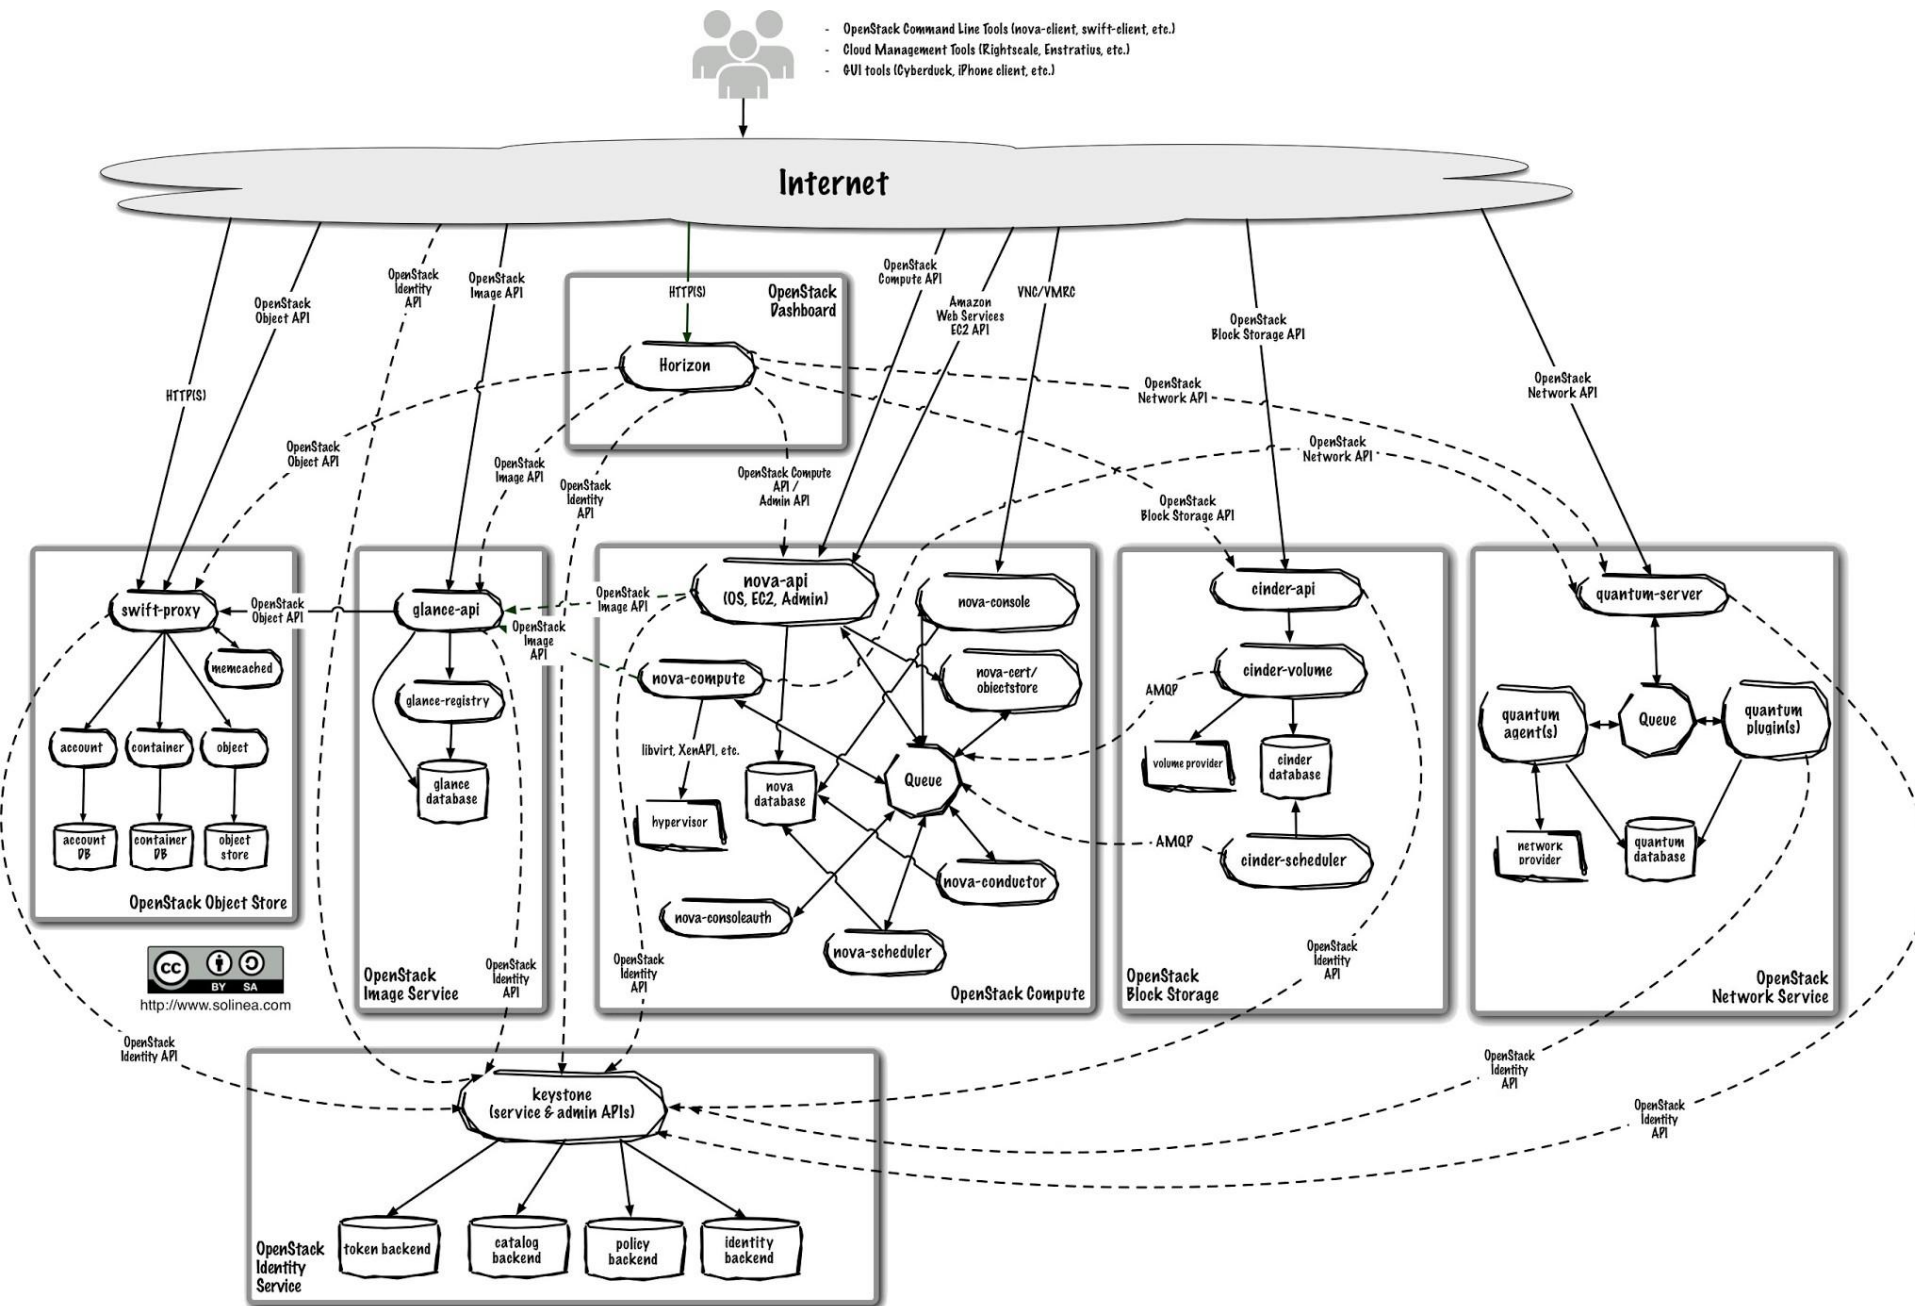 - OpenStack Command Line Tools (nova-client, swift-client, etc.)
- Cloud Management Tools (Rightscale, Enstratius, etc.)
- GUI tools (Cyberduck, iPhone client, etc.)
Internet
OpenStack
Identity
API
OpenStack
Image API
OpenStack
Object API
HTTP(S)
HTTP(S)
OpenStack
Dashboard
Horizon
OpenStack
Compute API
Amazon
Web Services
EC2 API
VNC/VMRC
OpenStack
Block Storage API
OpenStack
Network API
OpenStack
Network API
OpenStack
Object API
OpenStack
Image API
OpenStack
Identity
API
OpenStack Compute
API /
Admin API
OpenStack
Network API
OpenStack
Block Storage API
swift-proxy
memcached
account
container
object
account
DB
container
DB
object
store
OpenStack Object Store
OpenStack
Object API
glance-api
glance-registry
glance
database
OpenStack
Identity
API
OpenStack
Image Service
OpenStack
Image API
OpenStack
Image
API
nova-api
(OS, EC2, Admin)
nova-console
nova-compute
nova-cert/
objectstore
libvirt, XenAPI, etc.
hypervisor
nova
database
Queue
nova-conductor
nova-consoleauth
nova-scheduler
OpenStack
Identity
API
OpenStack Compute
cinder-api
cinder-volume
AMQP
volume provider
cinder
database
AMQP
cinder-scheduler
OpenStack
Identity
API
OpenStack
Block Storage
quantum-server
quantum
agent(s)
Queue
quantum
plugin(s)
network
provider
quantum
database
OpenStack
Network Service
cc
BY SA
http://www.solinea.com
OpenStack
Identity API
OpenStack
Identity
API
OpenStack
Identity
API
keystone
(service & admin APIs)
token backend
catalog
backend
policy
backend
identity
backend
OpenStack
Identity
Service